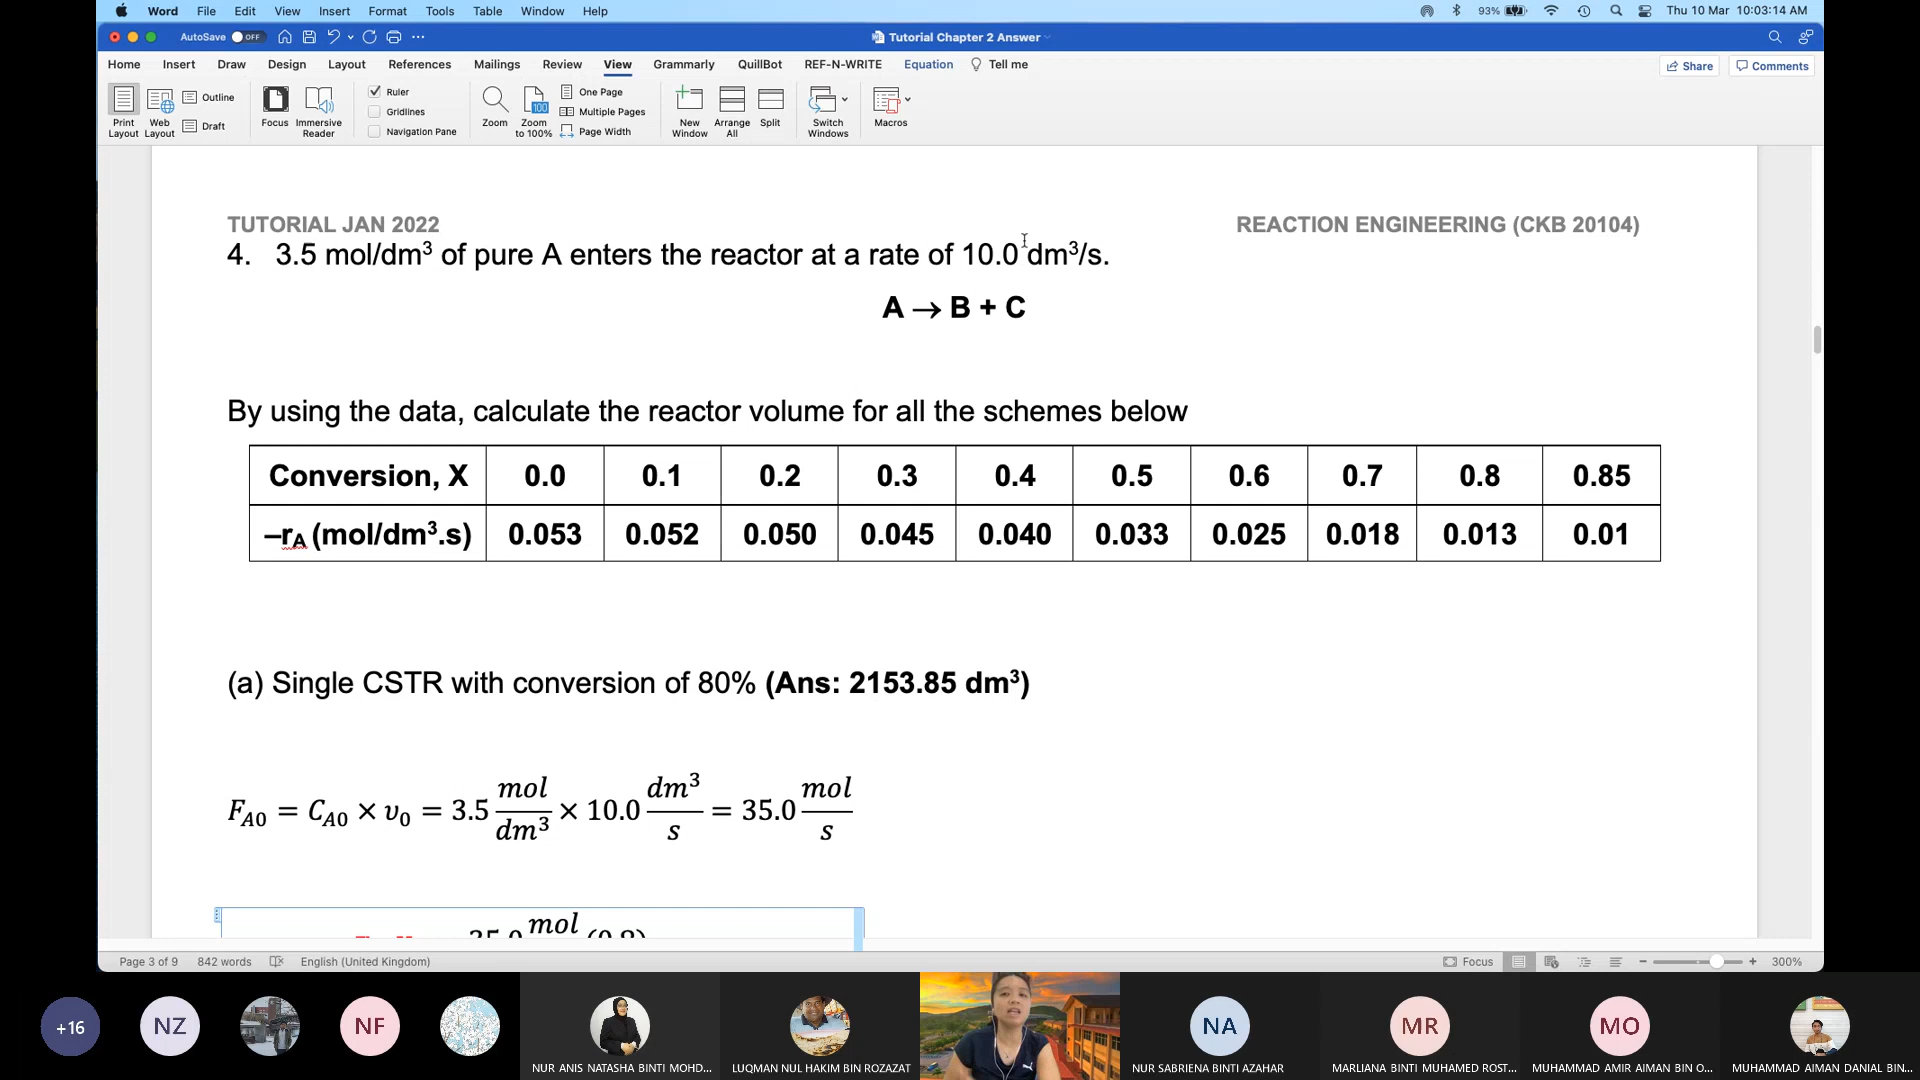 Word File Edit View Insert Format Tools Table Window Help 93% Thu 10 Mar 10:03:14 AM
AutoSave OFF Tutorial Chapter 2 Answer
Home Insert Draw Design Layout References Mailings Review View Grammarly QuillBot REF-N-WRITE Equation Tell me Share Comments
Print Layout
Web Layout
Outline
Draft
Focus
Immersive Reader
Ruler
Gridlines
Navigation Pane
Zoom
100
Zoom to 100%
One Page
Multiple Pages
Page Width
New Window
Arrange All
Split
Switch Windows
Macros
TUTORIAL JAN 2022 REACTION ENGINEERING (CKB 20104)
4. 3.5 mol/dm³ of pure A enters the reactor at a rate of 10.0 dm³/s.
A → B + C
By using the data, calculate the reactor volume for all the schemes below
Conversion, X 0.0 0.1 0.2 0.3 0.4 0.5 0.6 0.7 0.8 0.85
–rA (mol/dm³.s) 0.053 0.052 0.050 0.045 0.040 0.033 0.025 0.018 0.013 0.01
(a) Single CSTR with conversion of 80% (Ans: 2153.85 dm³)
F_A0 = C_A0 × υ_0 = 3.5 mol/dm³ × 10.0 dm³/s = 35.0 mol/s
35.0 mol (0.8)
Page 3 of 9 842 words English (United Kingdom) Focus 300%
+16 NZ NF NA MR MO
NUR ANIS NATASHA BINTI MOHD... LUQMAN NUL HAKIM BIN ROZAZAT NUR SABRIENA BINTI AZAHAR MARLIANA BINTI MUHAMED ROST... MUHAMMAD AMIR AIMAN BIN O... MUHAMMAD AIMAN DANIAL BIN...